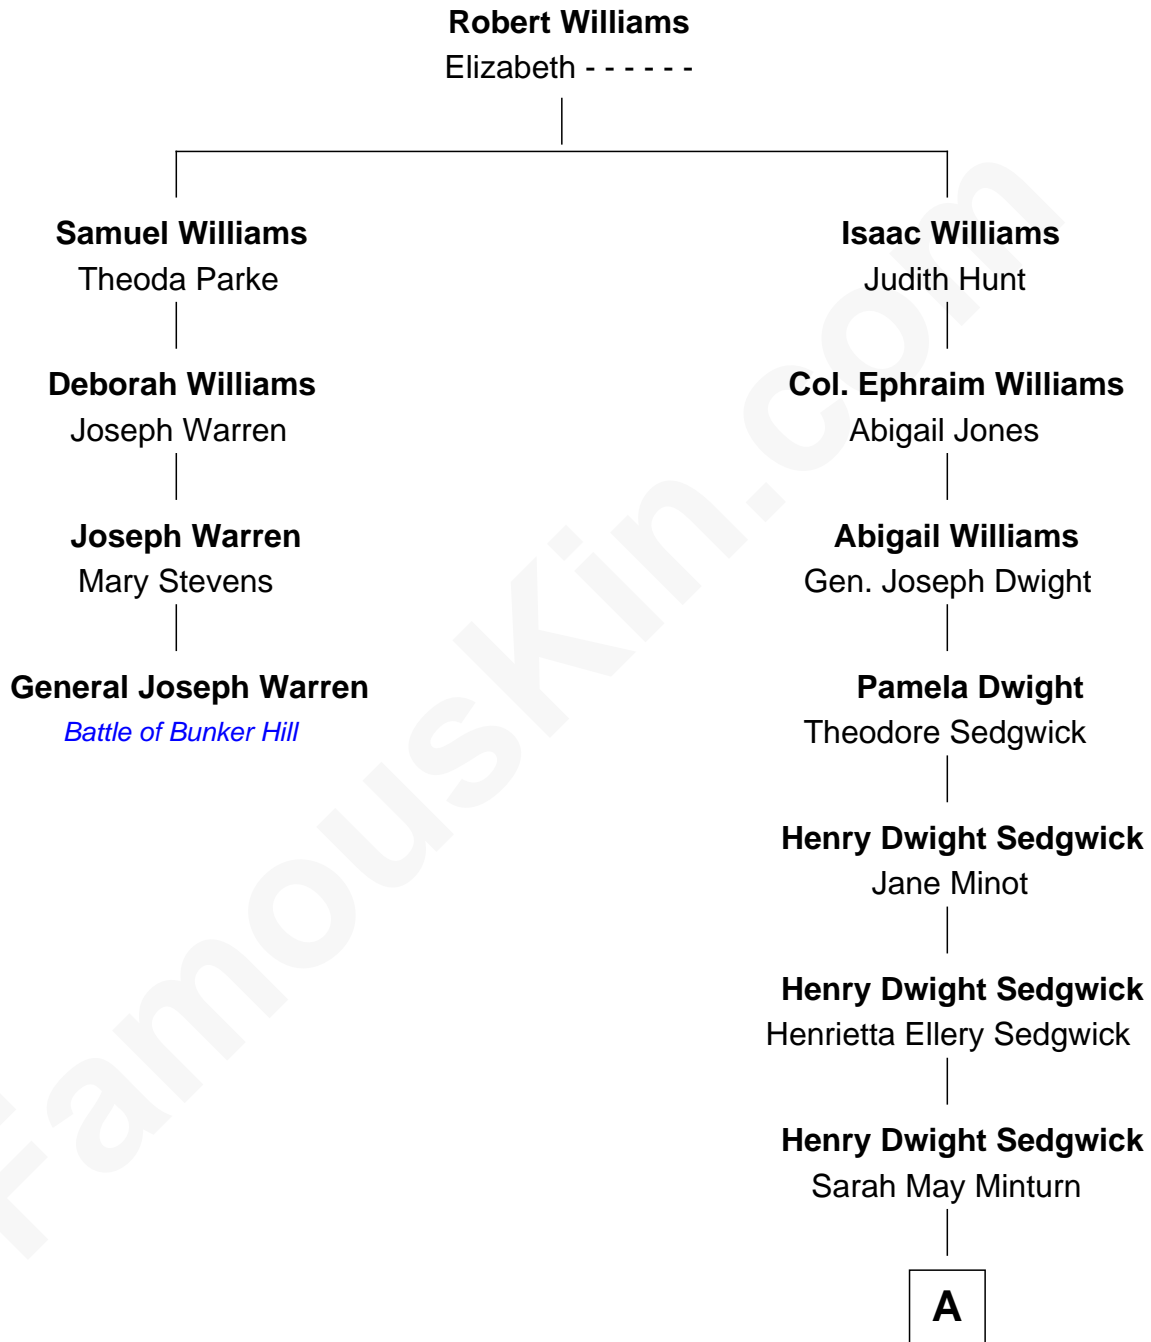 Robert Williams
Elizabeth - - - - - -
Samuel Williams
Theoda Parke
Deborah Williams
Joseph Warren
Joseph Warren
Mary Stevens
General Joseph Warren
Battle of Bunker Hill
Isaac Williams
Judith Hunt
Col. Ephraim Williams
Abigail Jones
Abigail Williams
Gen. Joseph Dwight
Pamela Dwight
Theodore Sedgwick
Henry Dwight Sedgwick
Jane Minot
Henry Dwight Sedgwick
Henrietta Ellery Sedgwick
Henry Dwight Sedgwick
Sarah May Minturn
A
FamousKin.com